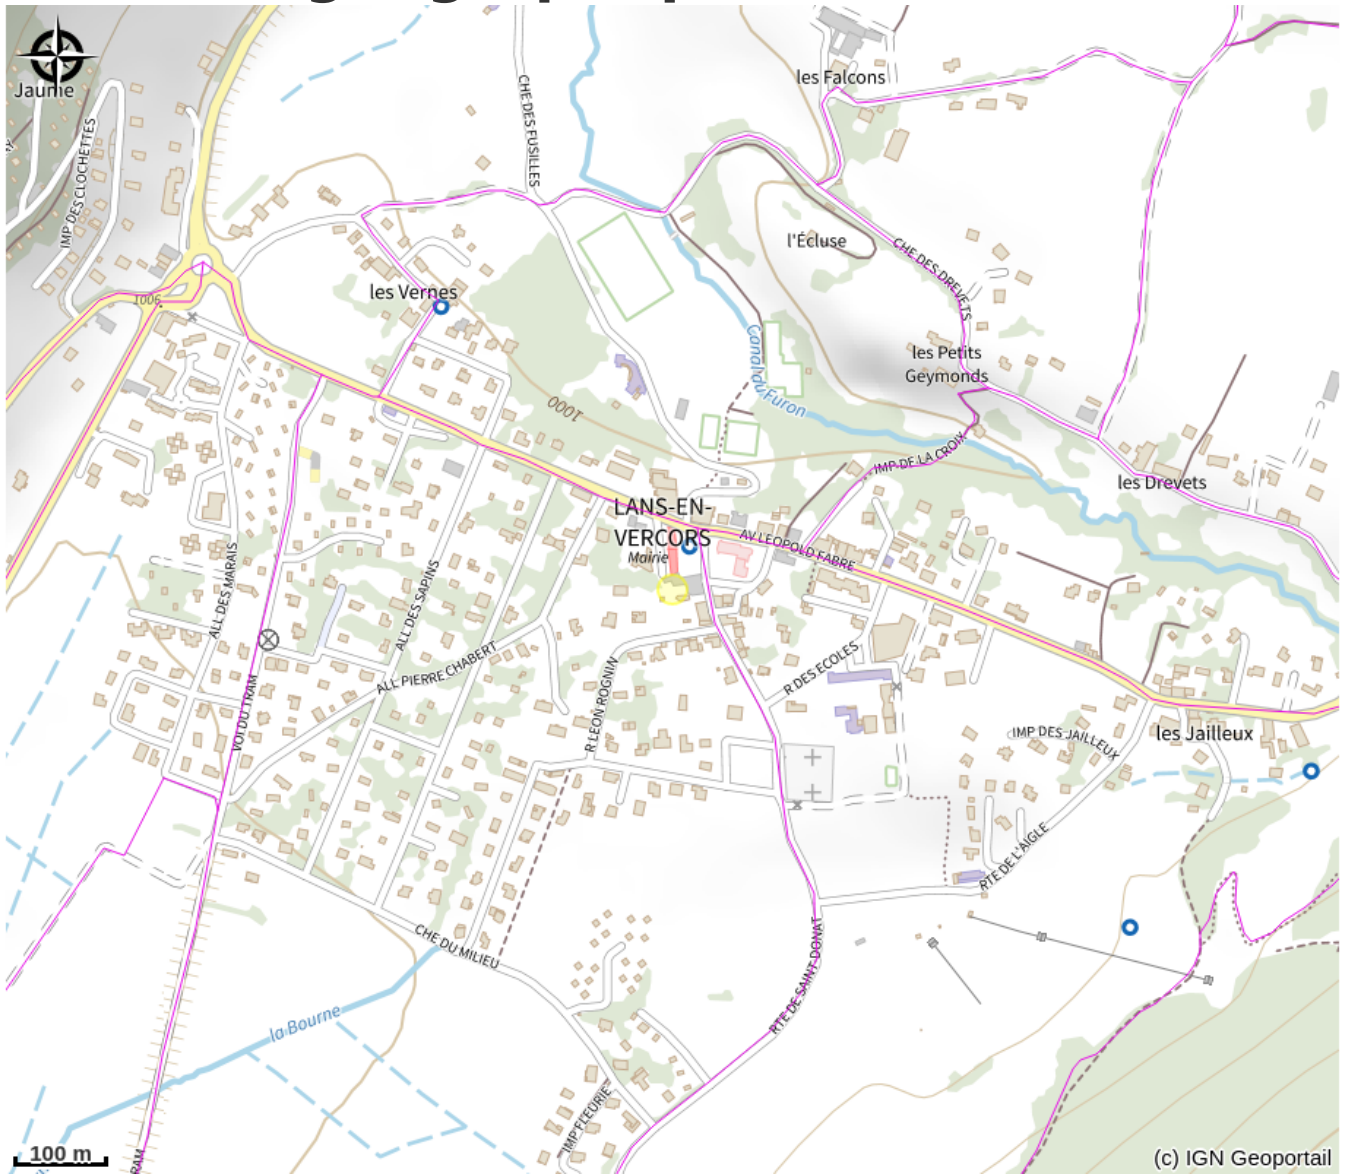 Jaume
IMP DES CLOCHETTES
CHE DES FUSILLES
les Falcons
l'Écluse
CHE DES DREVETS
les Vernes
1006
Canal du Furon
les Petits
Geymonds
1000
IMP DE LA CROIX
les Drevets
LANS-EN-
VERCORS
Mairie
AV LEOPOLD FABRE
ALL DES MARAIS
ALL DES SAPINS
ALL PIERRE CHABERT
R LEON ROGNIN
R DES ECOLES
VOI DU TRAM
IMP DES JAILLEUX
les Jailleux
RTE DE L'AIGLE
CHE DU MILIEU
RTE DE SAINT-DONAT
la Bourne
IMP FLEURIE
RAM
100 m
(c) IGN Geoportail